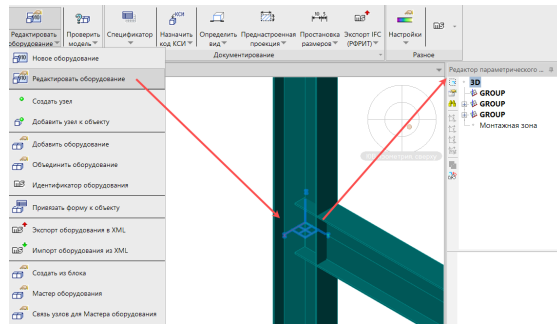 Редактировать Проверить Спецификатор Назначить Определить Преднастроенная Простановка Экспорт IFC Настройки
оборудование модель код КСИ вид проекция размеров (РФРИТ)
Документирование Разное
Новое оборудование
Редактировать оборудование
Создать узел
Добавить узел к объекту
Добавить оборудование
Объединить оборудование
Идентификатор оборудования
Привязать форму к объекту
Экспорт оборудования в XML
Импорт оборудования из XML
Создать из блока
Мастер оборудования
Связь узлов для Мастера оборудования
Редактор параметрического ...
3D
GROUP
GROUP
GROUP
Монтажная зона